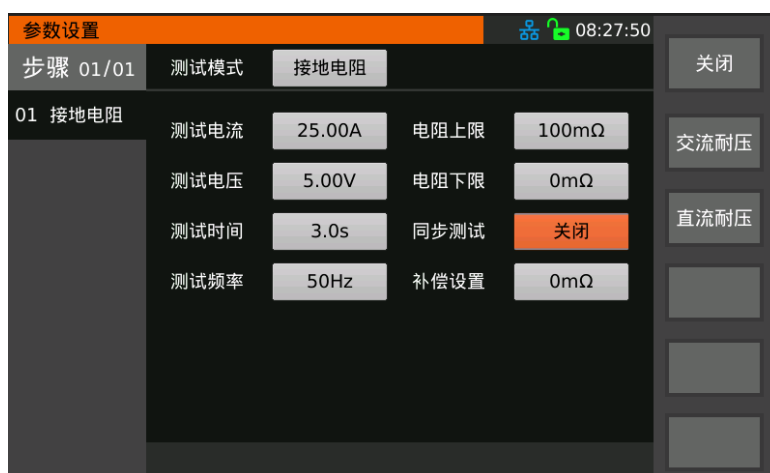 参数设置 08:27:50
步骤 01/01 测试模式 接地电阻 关闭
01 接地电阻
测试电流 25.00A 电阻上限 100mΩ 交流耐压
测试电压 5.00V 电阻下限 0mΩ
测试时间 3.0s 同步测试 关闭 直流耐压
测试频率 50Hz 补偿设置 0mΩ